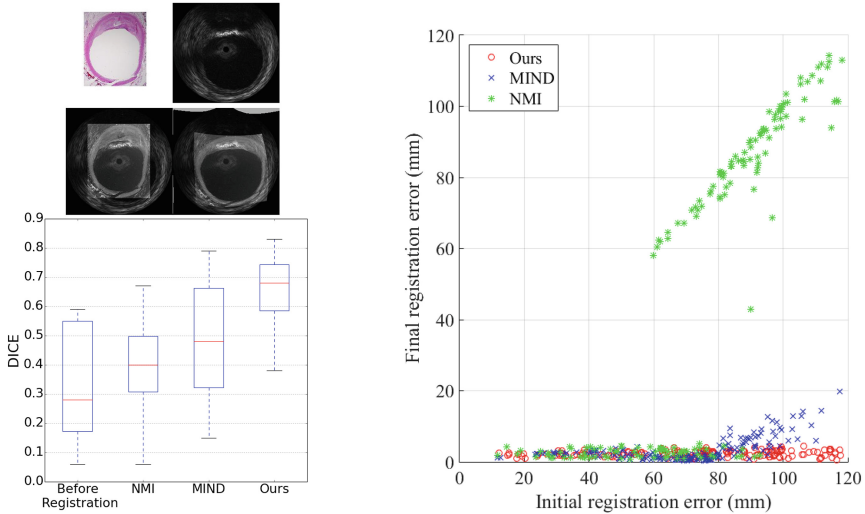 DICE
0.9
0.8
0.7
0.6
0.5
0.4
0.3
0.2
0.1
0.0
Before
Registration
NMI
MIND
Ours
Final registration error (mm)
120
100
80
60
40
20
0
Ours
MIND
NMI
0 20 40 60 80 100 120
Initial registration error (mm)